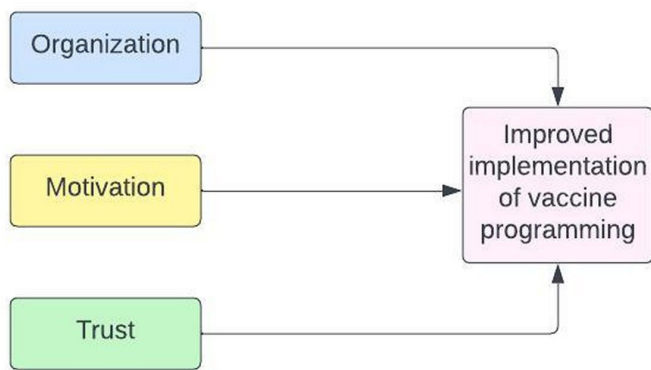 Organization
Improved
implementation
of vaccine
programming
Motivation
Trust